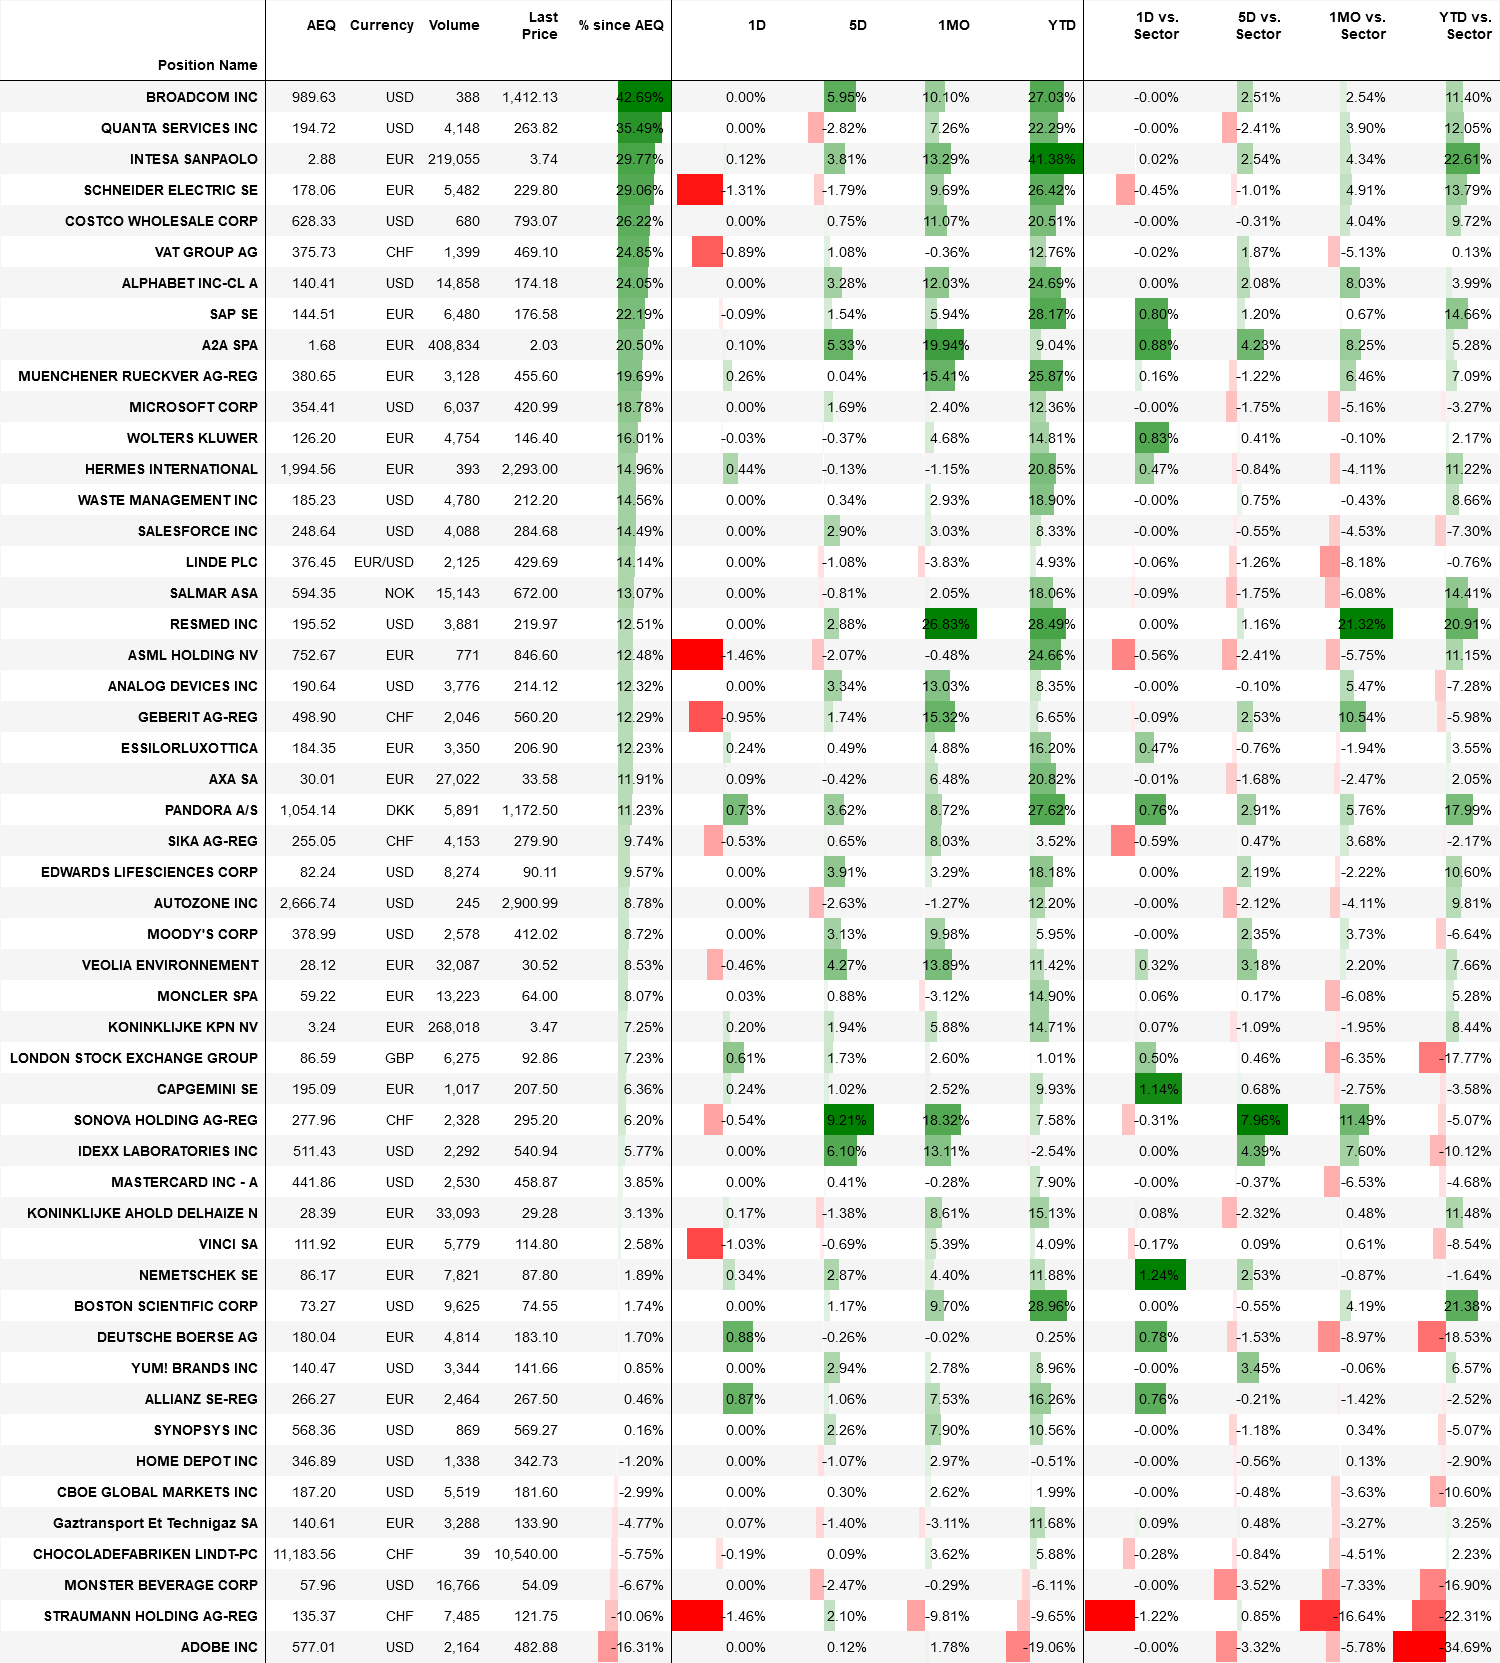 Position Name AEQ Currency Volume Last Price % since AEQ 1D 5D 1MO YTD 1D vs. Sector 5D vs. Sector 1MO vs. Sector YTD vs. Sector
BROADCOM INC 989.63 USD 388 1,412.13 42.69% 0.00% 5.95% 10.10% 27.03% -0.00% 2.51% 2.54% 11.40%
QUANTA SERVICES INC 194.72 USD 4,148 263.82 35.49% 0.00% -2.82% 7.26% 22.29% -0.00% -2.41% 3.90% 12.05%
INTESA SANPAOLO 2.88 EUR 219,055 3.74 29.77% 0.12% 3.81% 13.29% 41.38% 0.02% 2.54% 4.34% 22.61%
SCHNEIDER ELECTRIC SE 178.06 EUR 5,482 229.80 29.06% -1.31% -1.79% 9.69% 26.42% -0.45% -1.01% 4.91% 13.79%
COSTCO WHOLESALE CORP 628.33 USD 680 793.07 26.22% 0.00% 0.75% 11.07% 20.51% -0.00% -0.31% 4.04% 9.72%
VAT GROUP AG 375.73 CHF 1,399 469.10 24.85% -0.89% 1.08% -0.36% 12.76% -0.02% 1.87% -5.13% 0.13%
ALPHABET INC-CL A 140.41 USD 14,858 174.18 24.05% 0.00% 3.28% 12.03% 24.69% 0.00% 2.08% 8.03% 3.99%
SAP SE 144.51 EUR 6,480 176.58 22.19% -0.09% 1.54% 5.94% 28.17% 0.80% 1.20% 0.67% 14.66%
A2A SPA 1.68 EUR 408,834 2.03 20.50% 0.10% 5.33% 19.94% 9.04% 0.88% 4.23% 8.25% 5.28%
MUENCHENER RUECKVER AG-REG 380.65 EUR 3,128 455.60 19.69% 0.26% 0.04% 15.41% 25.87% 0.16% -1.22% 6.46% 7.09%
MICROSOFT CORP 354.41 USD 6,037 420.99 18.78% 0.00% 1.69% 2.40% 12.36% -0.00% -1.75% -5.16% -3.27%
WOLTERS KLUWER 126.20 EUR 4,754 146.40 16.01% -0.03% -0.37% 4.68% 14.81% 0.83% 0.41% -0.10% 2.17%
HERMES INTERNATIONAL 1,994.56 EUR 393 2,293.00 14.96% 0.44% -0.13% -1.15% 20.85% 0.47% -0.84% -4.11% 11.22%
WASTE MANAGEMENT INC 185.23 USD 4,780 212.20 14.56% 0.00% 0.34% 2.93% 18.90% -0.00% 0.75% -0.43% 8.66%
SALESFORCE INC 248.64 USD 4,088 284.68 14.49% 0.00% 2.90% 3.03% 8.33% -0.00% -0.55% -4.53% -7.30%
LINDE PLC 376.45 EUR/USD 2,125 429.69 14.14% 0.00% -1.08% -3.83% 4.93% -0.06% -1.26% -8.18% -0.76%
SALMAR ASA 594.35 NOK 15,143 672.00 13.07% 0.00% -0.81% 2.05% 18.06% -0.09% -1.75% -6.08% 14.41%
RESMED INC 195.52 USD 3,881 219.97 12.51% 0.00% 2.88% 26.83% 28.49% 0.00% 1.16% 21.32% 20.91%
ASML HOLDING NV 752.67 EUR 771 846.60 12.48% -1.46% -2.07% -0.48% 24.66% -0.56% -2.41% -5.75% 11.15%
ANALOG DEVICES INC 190.64 USD 3,776 214.12 12.32% 0.00% 3.34% 13.03% 8.35% -0.00% -0.10% 5.47% -7.28%
GEBERIT AG-REG 498.90 CHF 2,046 560.20 12.29% -0.95% 1.74% 15.32% 6.65% -0.09% 2.53% 10.54% -5.98%
ESSILORLUXOTTICA 184.35 EUR 3,350 206.90 12.23% 0.24% 0.49% 4.88% 16.20% 0.47% -0.76% -1.94% 3.55%
AXA SA 30.01 EUR 27,022 33.58 11.91% 0.09% -0.42% 6.48% 20.82% -0.01% -1.68% -2.47% 2.05%
PANDORA A/S 1,054.14 DKK 5,891 1,172.50 11.23% 0.73% 3.62% 8.72% 27.62% 0.76% 2.91% 5.76% 17.99%
SIKA AG-REG 255.05 CHF 4,153 279.90 9.74% -0.53% 0.65% 8.03% 3.52% -0.59% 0.47% 3.68% -2.17%
EDWARDS LIFESCIENCES CORP 82.24 USD 8,274 90.11 9.57% 0.00% 3.91% 3.29% 18.18% 0.00% 2.19% -2.22% 10.60%
AUTOZONE INC 2,666.74 USD 245 2,900.99 8.78% 0.00% -2.63% -1.27% 12.20% -0.00% -2.12% -4.11% 9.81%
MOODY'S CORP 378.99 USD 2,578 412.02 8.72% 0.00% 3.13% 9.98% 5.95% -0.00% 2.35% 3.73% -6.64%
VEOLIA ENVIRONNEMENT 28.12 EUR 32,087 30.52 8.53% -0.46% 4.27% 13.89% 11.42% 0.32% 3.18% 2.20% 7.66%
MONCLER SPA 59.22 EUR 13,223 64.00 8.07% 0.03% 0.88% -3.12% 14.90% 0.06% 0.17% -6.08% 5.28%
KONINKLIJKE KPN NV 3.24 EUR 268,018 3.47 7.25% 0.20% 1.94% 5.88% 14.71% 0.07% -1.09% -1.95% 8.44%
LONDON STOCK EXCHANGE GROUP 86.59 GBP 6,275 92.86 7.23% 0.61% 1.73% 2.60% 1.01% 0.50% 0.46% -6.35% -17.77%
CAPGEMINI SE 195.09 EUR 1,017 207.50 6.36% 0.24% 1.02% 2.52% 9.93% 1.14% 0.68% -2.75% -3.58%
SONOVA HOLDING AG-REG 277.96 CHF 2,328 295.20 6.20% -0.54% 9.21% 18.32% 7.58% -0.31% 7.96% 11.49% -5.07%
IDEXX LABORATORIES INC 511.43 USD 2,292 540.94 5.77% 0.00% 6.10% 13.11% -2.54% 0.00% 4.39% 7.60% -10.12%
MASTERCARD INC - A 441.86 USD 2,530 458.87 3.85% 0.00% 0.41% -0.28% 7.90% -0.00% -0.37% -6.53% -4.68%
KONINKLIJKE AHOLD DELHAIZE N 28.39 EUR 33,093 29.28 3.13% 0.17% -1.38% 8.61% 15.13% 0.08% -2.32% 0.48% 11.48%
VINCI SA 111.92 EUR 5,779 114.80 2.58% -1.03% -0.69% 5.39% 4.09% -0.17% 0.09% 0.61% -8.54%
NEMETSCHEK SE 86.17 EUR 7,821 87.80 1.89% 0.34% 2.87% 4.40% 11.88% 1.24% 2.53% -0.87% -1.64%
BOSTON SCIENTIFIC CORP 73.27 USD 9,625 74.55 1.74% 0.00% 1.17% 9.70% 28.96% 0.00% -0.55% 4.19% 21.38%
DEUTSCHE BOERSE AG 180.04 EUR 4,814 183.10 1.70% 0.88% -0.26% -0.02% 0.25% 0.78% -1.53% -8.97% -18.53%
YUM! BRANDS INC 140.47 USD 3,344 141.66 0.85% 0.00% 2.94% 2.78% 8.96% -0.00% 3.45% -0.06% 6.57%
ALLIANZ SE-REG 266.27 EUR 2,464 267.50 0.46% 0.87% 1.06% 7.53% 16.26% 0.76% -0.21% -1.42% -2.52%
SYNOPSYS INC 568.36 USD 869 569.27 0.16% 0.00% 2.26% 7.90% 10.56% -0.00% -1.18% 0.34% -5.07%
HOME DEPOT INC 346.89 USD 1,338 342.73 -1.20% 0.00% -1.07% 2.97% -0.51% -0.00% -0.56% 0.13% -2.90%
CBOE GLOBAL MARKETS INC 187.20 USD 5,519 181.60 -2.99% 0.00% 0.30% 2.62% 1.99% -0.00% -0.48% -3.63% -10.60%
Gaztransport Et Technigaz SA 140.61 EUR 3,288 133.90 -4.77% 0.07% -1.40% -3.11% 11.68% 0.09% 0.48% -3.27% 3.25%
CHOCOLADEFABRIKEN LINDT-PC 11,183.56 CHF 39 10,540.00 -5.75% -0.19% 0.09% 3.62% 5.88% -0.28% -0.84% -4.51% 2.23%
MONSTER BEVERAGE CORP 57.96 USD 16,766 54.09 -6.67% 0.00% -2.47% -0.29% -6.11% -0.00% -3.52% -7.33% -16.90%
STRAUMANN HOLDING AG-REG 135.37 CHF 7,485 121.75 -10.06% -1.46% 2.10% -9.81% -9.65% -1.22% 0.85% -16.64% -22.31%
ADOBE INC 577.01 USD 2,164 482.88 -16.31% 0.00% 0.12% 1.78% -19.06% -0.00% -3.32% -5.78% -34.69%